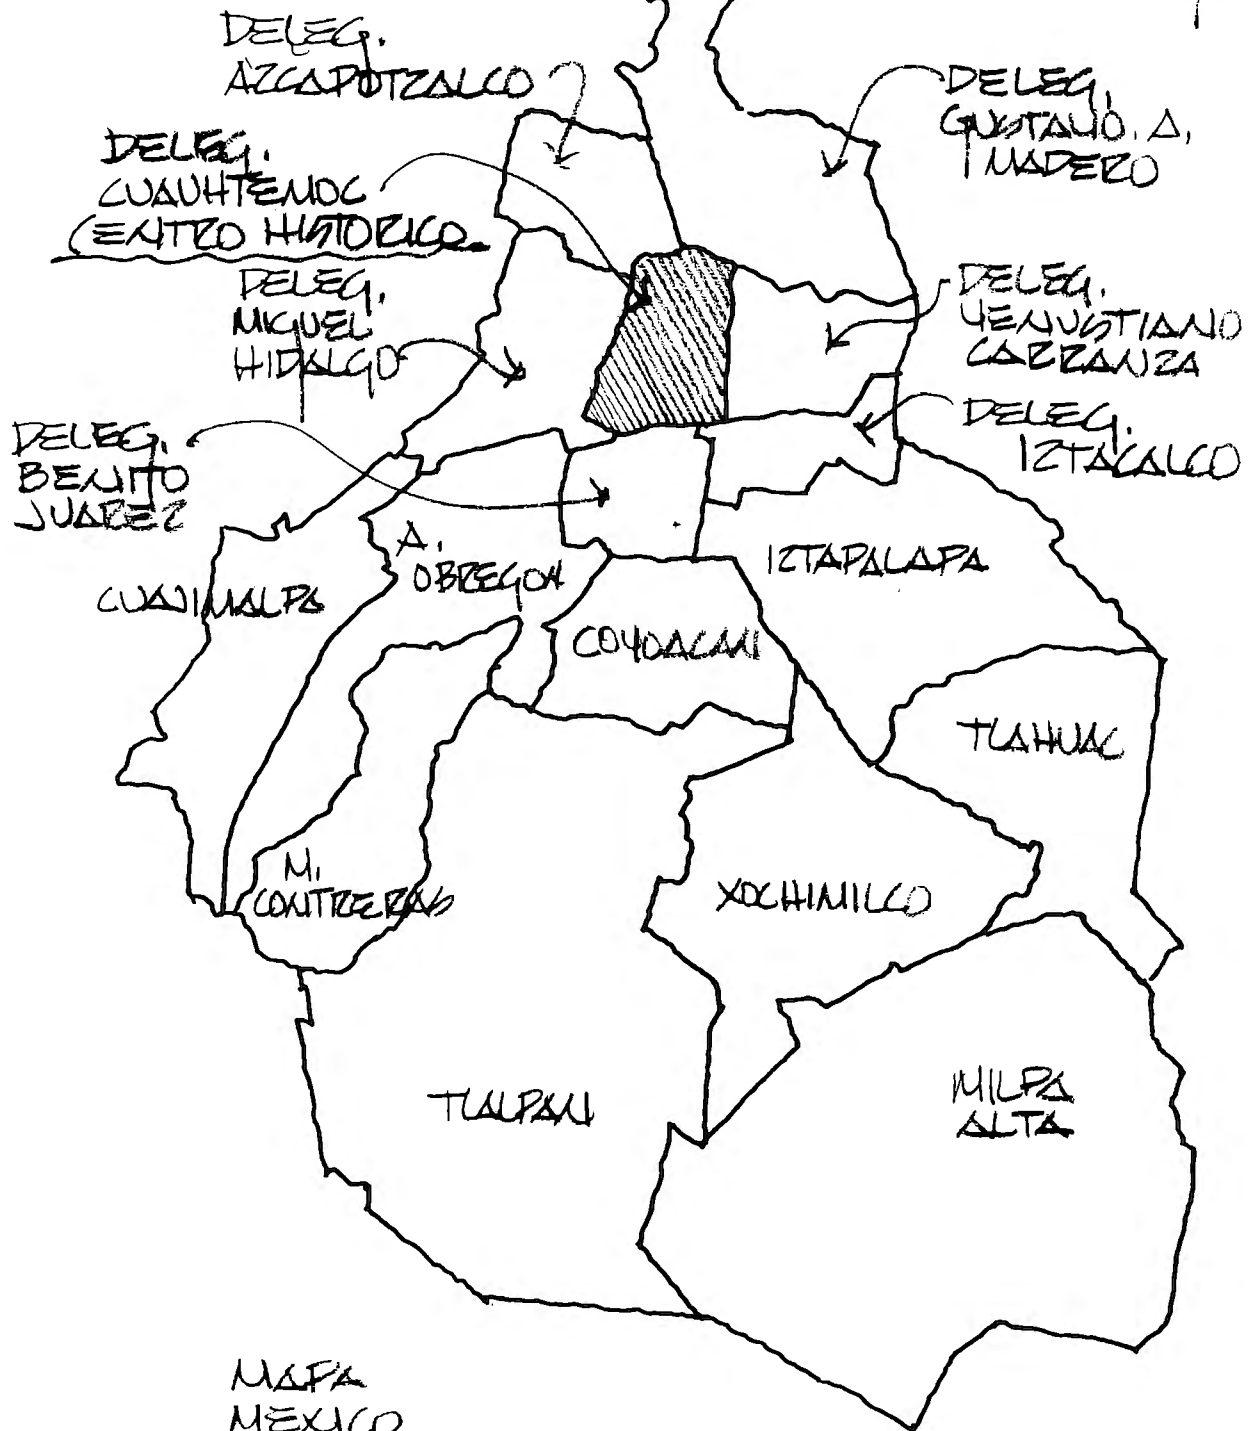 DELEG.
AZCAPOTZALCO
DELEG.
GUSTAVO. A,
MADERO
DELEG.
CUAUHTEMOC
CENTRO HISTORICO
DELEG.
MIGUEL
HIDALGO
DELEG.
VENUSTIANO
CARRANZA
DELEG.
IZTACALCO
DELEG.
BENITO
JUAREZ
A.
OBREGON
IZTAPALAPA
CUAJIMALPA
COYOACAN
TLAHUAC
M.
CONTRERAS
XOCHIMILCO
TLALPAN
MILPA
ALTA
MAPA
MEXICO